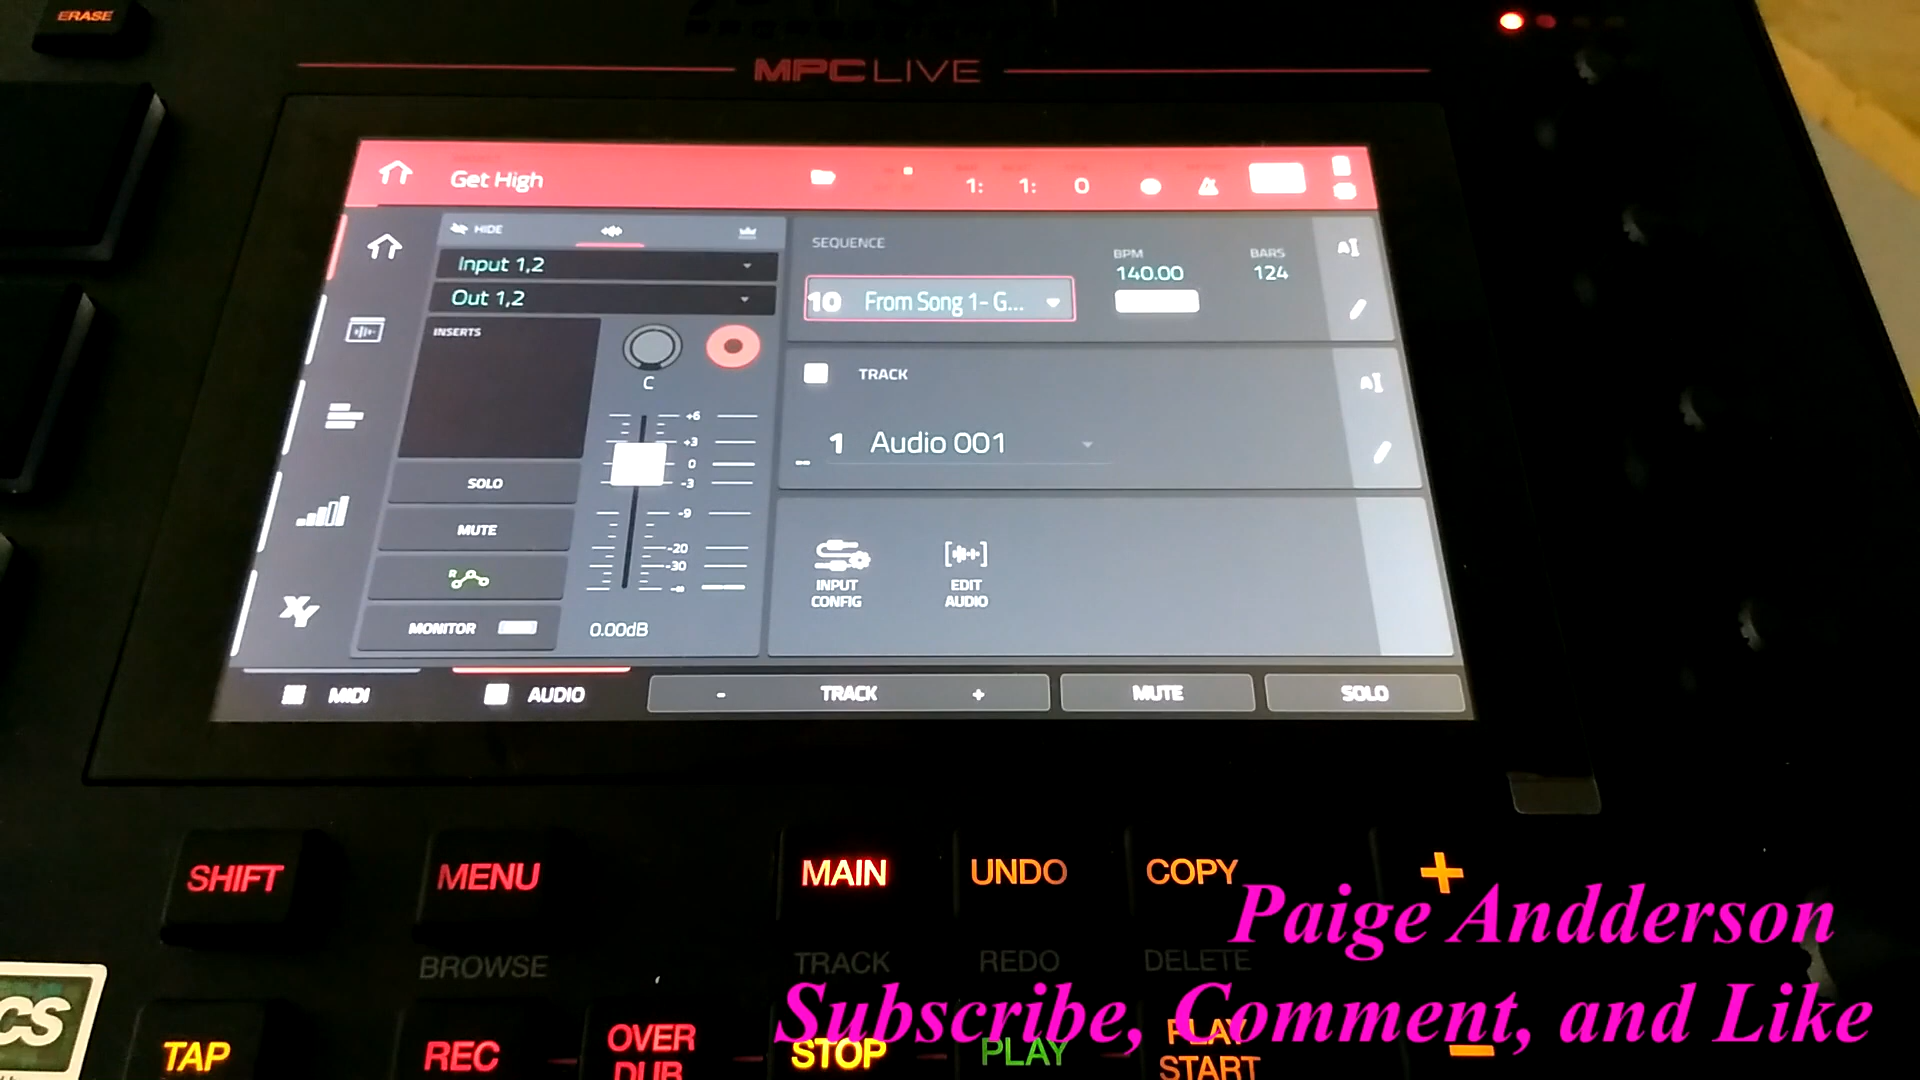 ERASE
MPC LIVE
Get High
1: 1: 0
HIDE
Input 1,2
Out 1,2
INSERTS
C
+6
+3
0
-3
-9
-20
-30
-∞
SOLO
MUTE
R
MONITOR
0.00dB
SEQUENCE
10 From Song 1- G...
BPM
140.00
BARS
124
TRACK
1 Audio 001
INPUT
CONFIG
EDIT
AUDIO
XY
MIDI
AUDIO
- TRACK +
MUTE
SOLO
SHIFT
MENU
MAIN
UNDO
COPY
+
BROWSE
TRACK
REDO
DELETE
TAP
REC
OVER
DUB
STOP
PLAY
PLAY
START
-
CS
Paige Andderson
Subscribe, Comment, and Like